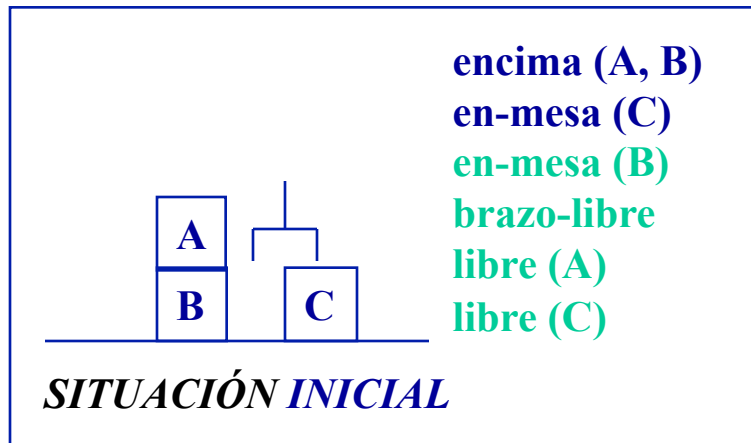 encima (A, B)
en-mesa (C)
en-mesa (B)
brazo-libre
libre (A)
libre (C)
A
B
C
SITUACIÓN INICIAL